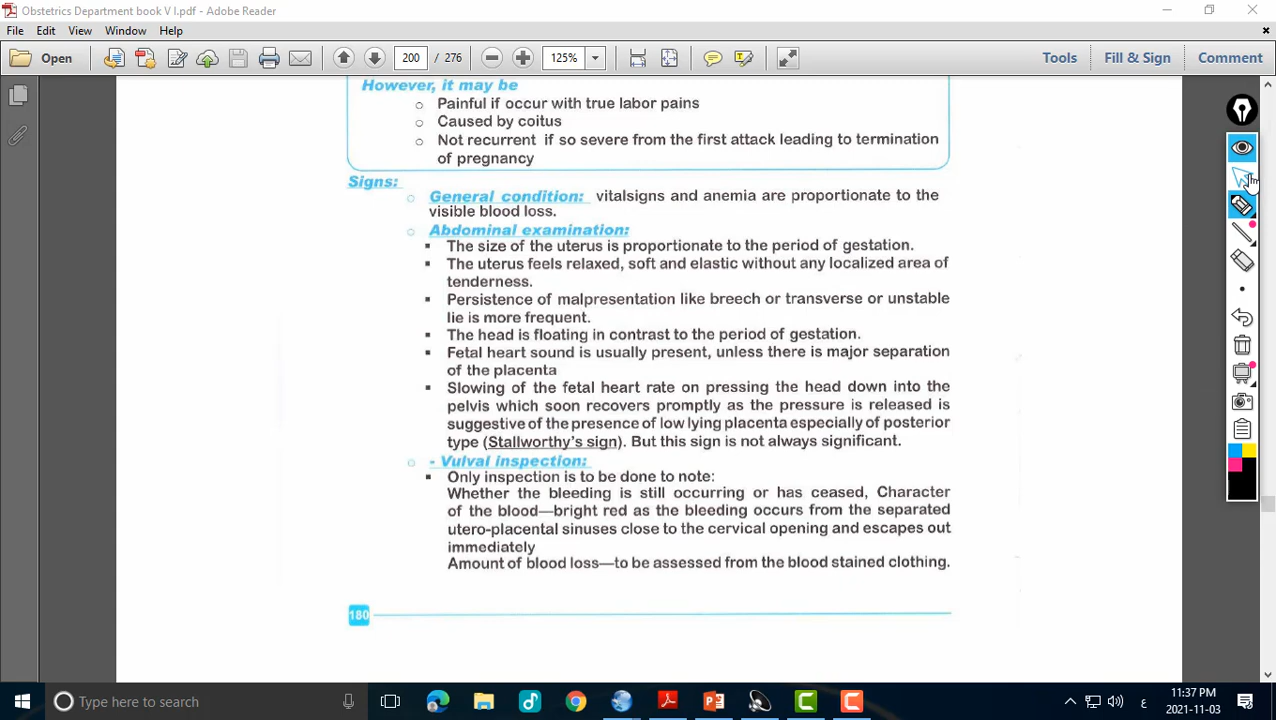 Obstetrics Department book V I.pdf - Adobe Reader
File Edit View Window Help
Open 200 / 276 125% Tools Fill & Sign Comment
However, it may be
Painful if occur with true labor pains
Caused by coitus
Not recurrent if so severe from the first attack leading to termination
of pregnancy
Signs:
General condition: vitalsigns and anemia are proportionate to the
visible blood loss.
Abdominal examination:
The size of the uterus is proportionate to the period of gestation.
The uterus feels relaxed, soft and elastic without any localized area of
tenderness.
Persistence of malpresentation like breech or transverse or unstable
lie is more frequent.
The head is floating in contrast to the period of gestation.
Fetal heart sound is usually present, unless there is major separation
of the placenta
Slowing of the fetal heart rate on pressing the head down into the
pelvis which soon recovers promptly as the pressure is released is
suggestive of the presence of low lying placenta especially of posterior
type (Stallworthy's sign). But this sign is not always significant.
- Vulval inspection:
Only inspection is to be done to note:
Whether the bleeding is still occurring or has ceased, Character
of the blood—bright red as the bleeding occurs from the separated
utero-placental sinuses close to the cervical opening and escapes out
immediately
Amount of blood loss—to be assessed from the blood stained clothing.
180
Type here to search
ع
11:37 PM
2021-11-03